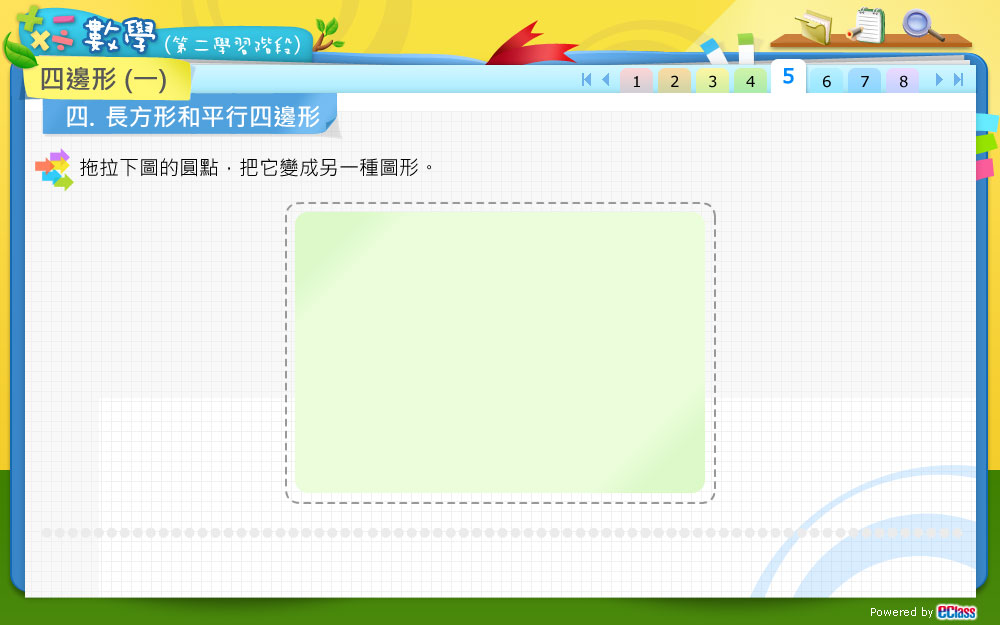 數學 (第二學習階段)
四邊形 (一)
1 2 3 4 5 6 7 8
四. 長方形和平行四邊形
拖拉下圖的圓點，把它變成另一種圖形。
Powered by eClass